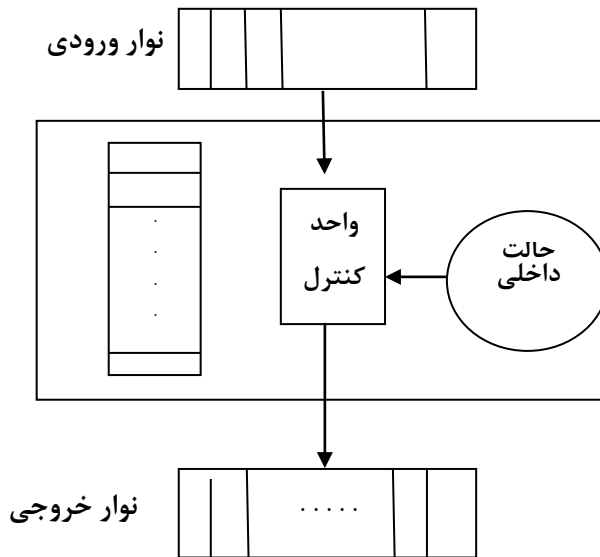 نوار ورودی
واحد
کنترل
حالت
داخلی
نوار خروجی
.....